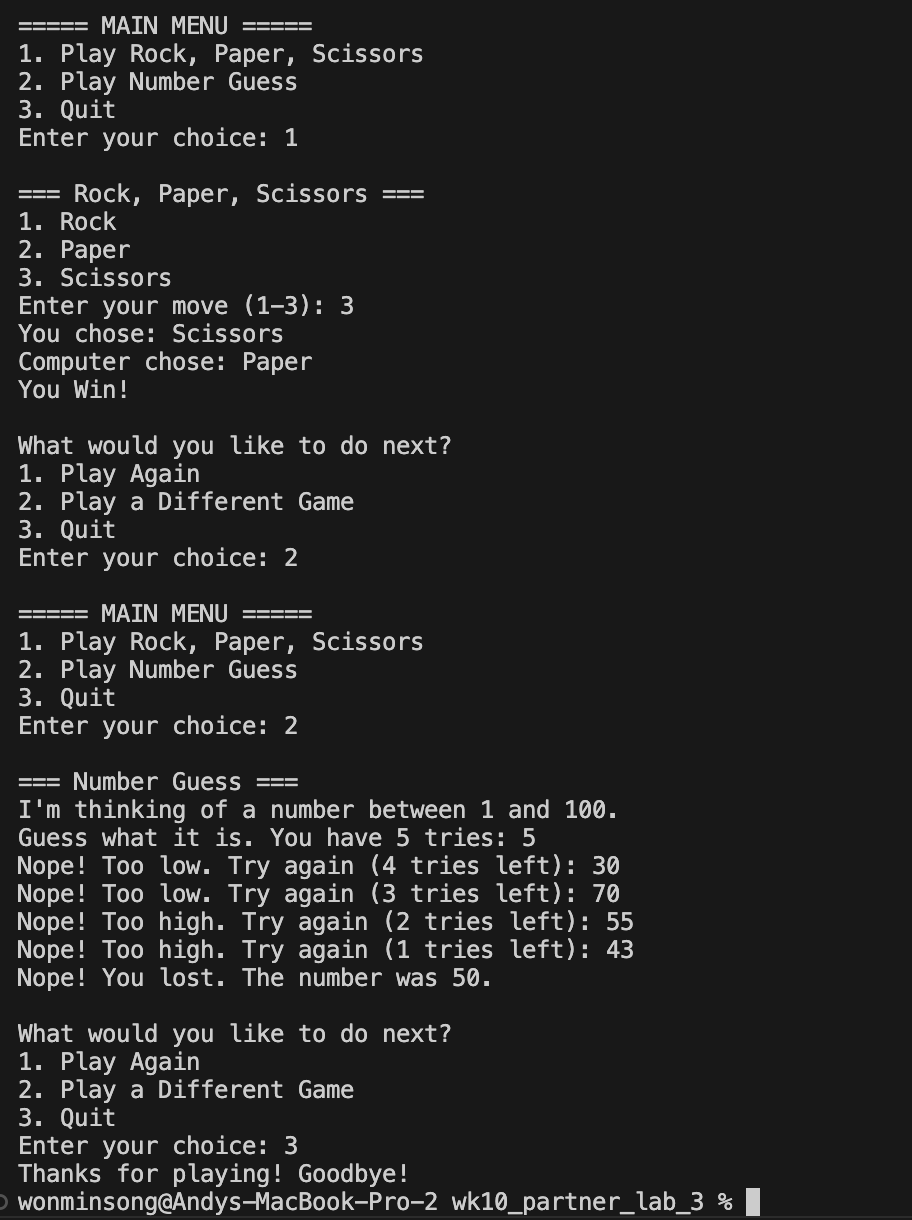 ===== MAIN MENU =====
1. Play Rock, Paper, Scissors
2. Play Number Guess
3. Quit
Enter your choice: 1
=== Rock, Paper, Scissors ===
1. Rock
2. Paper
3. Scissors
Enter your move (1-3): 3
You chose: Scissors
Computer chose: Paper
You Win!
What would you like to do next?
1. Play Again
2. Play a Different Game
3. Quit
Enter your choice: 2
===== MAIN MENU =====
1. Play Rock, Paper, Scissors
2. Play Number Guess
3. Quit
Enter your choice: 2
=== Number Guess ===
I'm thinking of a number between 1 and 100.
Guess what it is. You have 5 tries: 5
Nope! Too low. Try again (4 tries left): 30
Nope! Too low. Try again (3 tries left): 70
Nope! Too high. Try again (2 tries left): 55
Nope! Too high. Try again (1 tries left): 43
Nope! You lost. The number was 50.
What would you like to do next?
1. Play Again
2. Play a Different Game
3. Quit
Enter your choice: 3
Thanks for playing! Goodbye!
wonminsong@Andys-MacBook-Pro-2 wk10_partner_lab_3 %